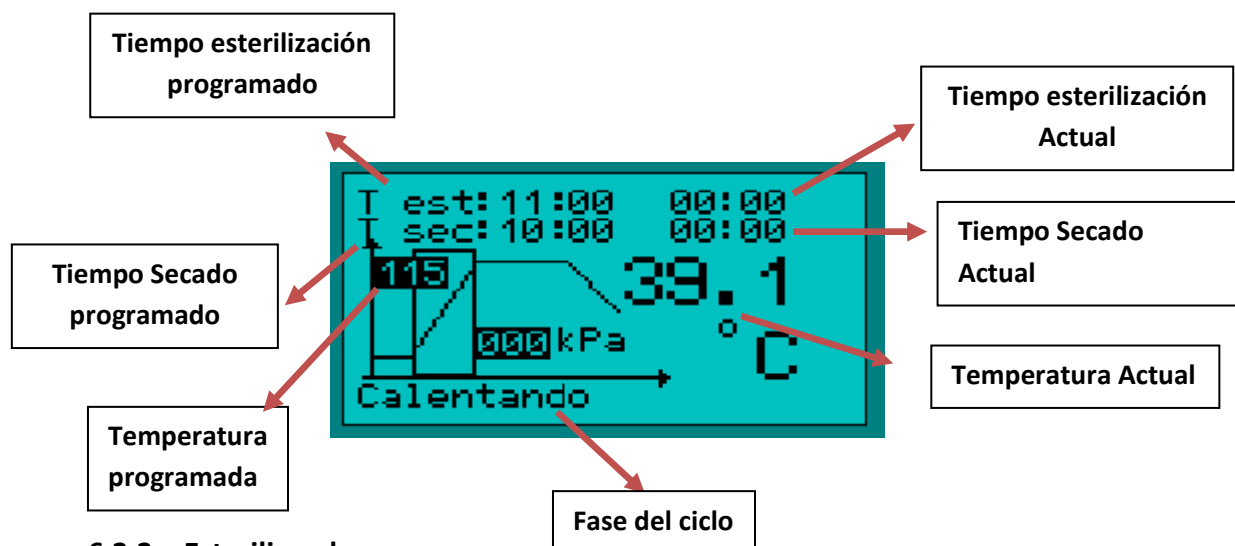 Tiempo esterilización
programado
Tiempo esterilización
Actual
T est:11:00 00:00
T sec:10:00 00:00
Tiempo Secado
Actual
Tiempo Secado
programado
115
39.1
°C
000 kPa
Temperatura Actual
Calentando
Temperatura
programada
Fase del ciclo